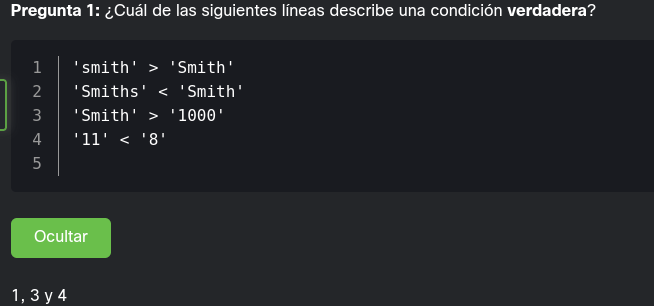 Pregunta 1: ¿Cuál de las siguientes líneas describe una condición verdadera?
1 'smith' > 'Smith'
2 'Smiths' < 'Smith'
3 'Smith' > '1000'
4 '11' < '8'
5
Ocultar
1, 3 y 4